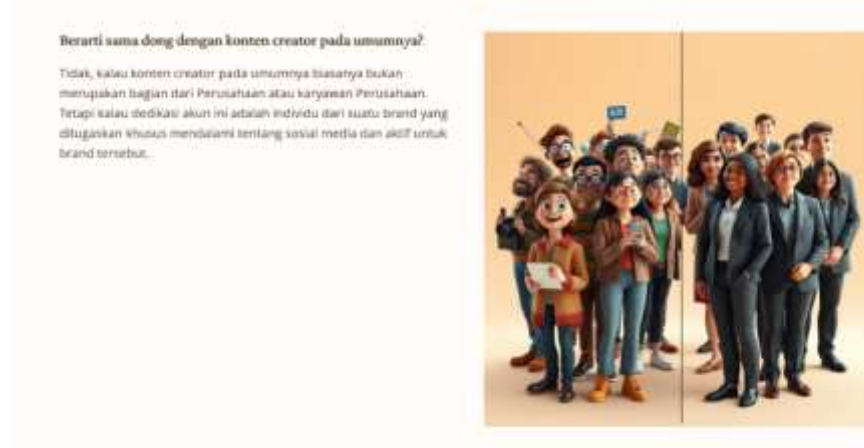 Berarti sama dong dengan konten creator pada umumnya?
Tidak, kalau konten creator pada umumnya biasanya bukan
merupakan bagian dari Perusahaan atau karyawan Perusahaan.
Tetapi kalau dedikasi akun ini adalah individu dari suatu brand yang
ditugaskan khusus mendalami tentang sosial media dan aktif untuk
brand tersebut.